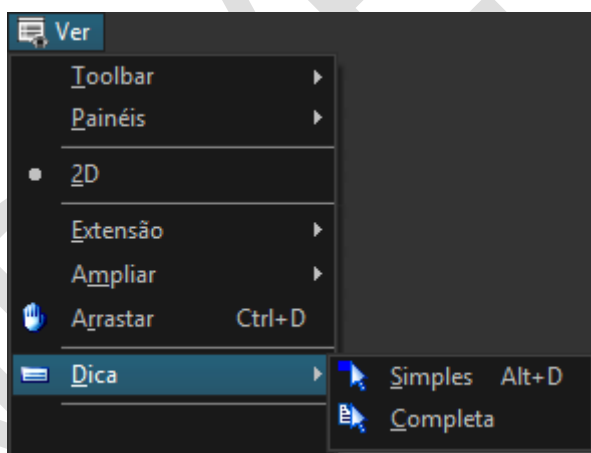 Ver
Toolbar
Painéis
2D
Extensão
Ampliar
Arrastar Ctrl+D
Dica
Simples Alt+D
Completa